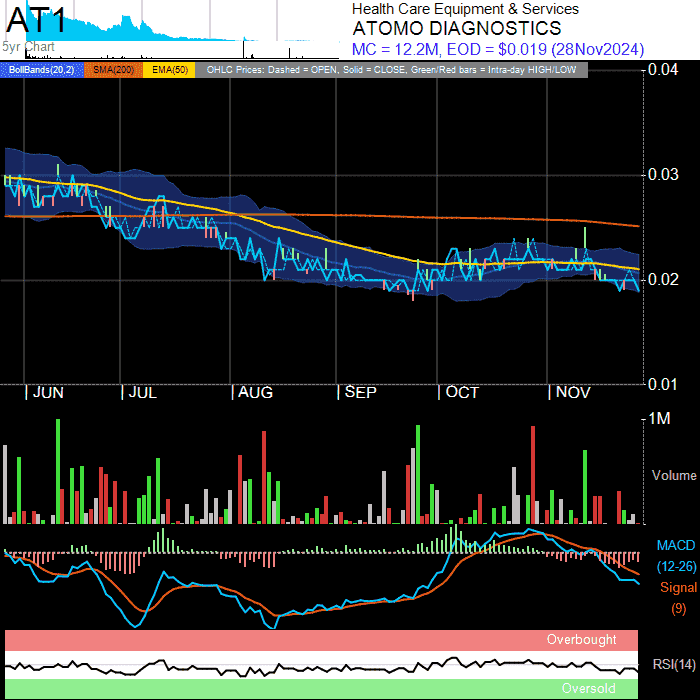 AT1
Health Care Equipment & Services
ATOMO DIAGNOSTICS
MC = 12.2M, EOD = $0.019 (28Nov2024)
5yr Chart
BollBands(20,2) SMA(200) EMA(50) OHLC Prices: Dashed = OPEN, Solid = CLOSE, Green/Red bars = Intra-day HIGH/LOW
0.04
0.03
0.02
0.01
JUN JUL AUG SEP OCT NOV
1M
Volume
MACD
(12-26)
Signal
(9)
Overbought
RSI(14)
Oversold